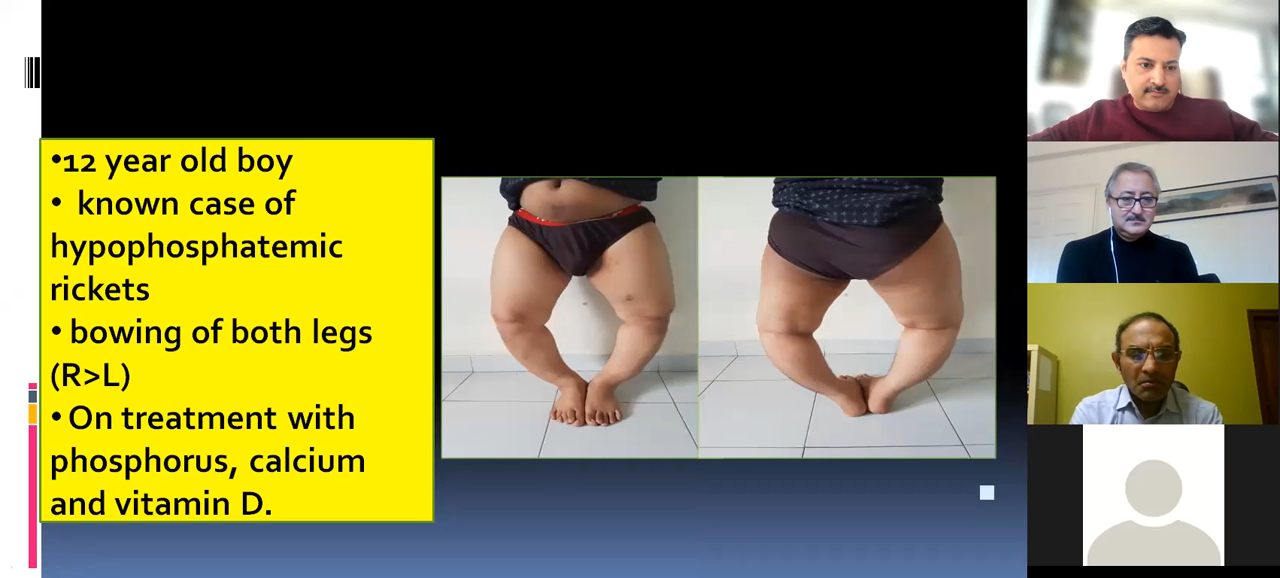 •12 year old boy
• known case of
hypophosphatemic
rickets
• bowing of both legs
(R>L)
• On treatment with
phosphorus, calcium
and vitamin D.